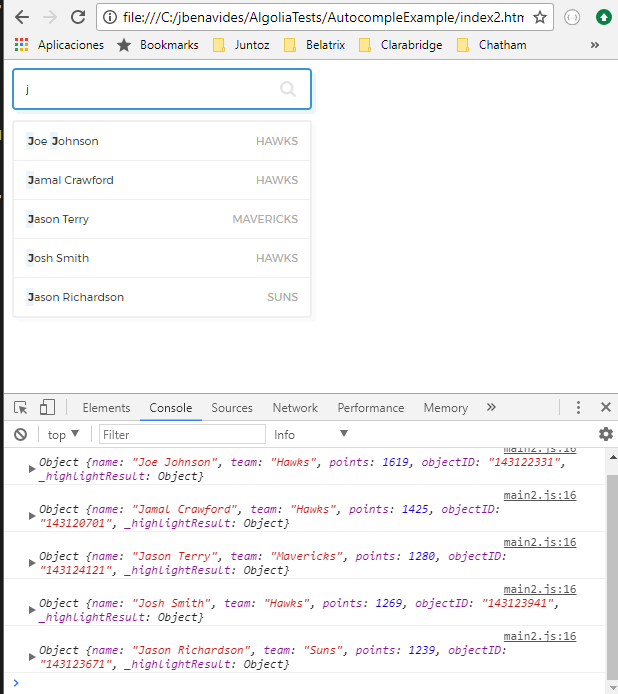 file:///C:/jbenavides/AlgoliaTests/AutocompleExample/index2.htm
Aplicaciones Bookmarks Juntoz Belatrix Clarabridge Chatham »
j
Joe Johnson HAWKS
Jamal Crawford HAWKS
Jason Terry MAVERICKS
Josh Smith HAWKS
Jason Richardson SUNS
Elements Console Sources Network Performance Memory »
top Filter Info
main2.js:16
Object {name: "Joe Johnson", team: "Hawks", points: 1619, objectID: "143122331",
_highlightResult: Object}
main2.js:16
Object {name: "Jamal Crawford", team: "Hawks", points: 1425, objectID:
"143120701", _highlightResult: Object}
main2.js:16
Object {name: "Jason Terry", team: "Mavericks", points: 1280, objectID:
"143124121", _highlightResult: Object}
main2.js:16
Object {name: "Josh Smith", team: "Hawks", points: 1269, objectID: "143123941",
_highlightResult: Object}
main2.js:16
Object {name: "Jason Richardson", team: "Suns", points: 1239, objectID:
"143123671", _highlightResult: Object}